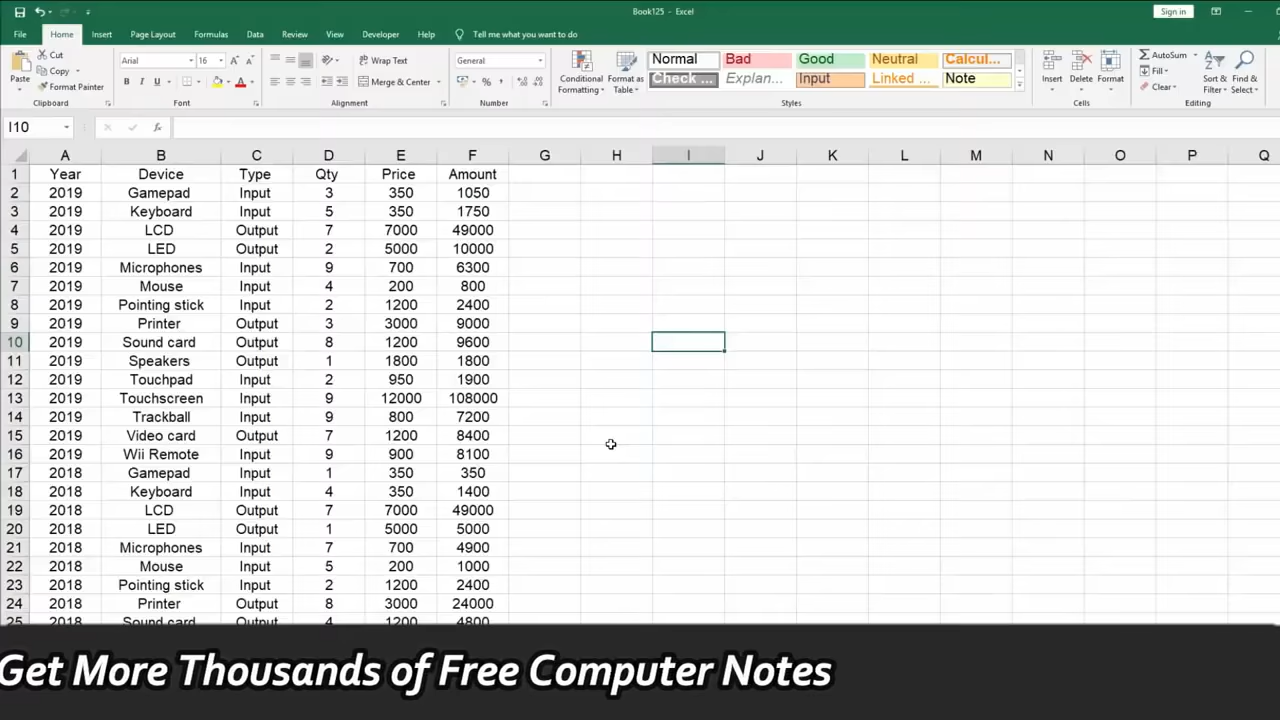 Book125 - Excel
Sign in
File Home Insert Page Layout Formulas Data Review View Developer Help Tell me what you want to do
Paste
Cut
Copy
Format Painter
Clipboard
Arial 16
B I U
Font
Wrap Text
Merge & Center
Alignment
General
Number
Conditional Formatting
Format as Table
Normal Bad Good Neutral Calcul...
Check ... Explan... Input Linked ... Note
Styles
Insert Delete Format
Cells
AutoSum
Fill
Clear
Sort & Filter
Find & Select
Editing
I10
fx
A B C D E F G H I J K L M N O P Q
1 Year Device Type Qty Price Amount
2 2019 Gamepad Input 3 350 1050
3 2019 Keyboard Input 5 350 1750
4 2019 LCD Output 7 7000 49000
5 2019 LED Output 2 5000 10000
6 2019 Microphones Input 9 700 6300
7 2019 Mouse Input 4 200 800
8 2019 Pointing stick Input 2 1200 2400
9 2019 Printer Output 3 3000 9000
10 2019 Sound card Output 8 1200 9600
11 2019 Speakers Output 1 1800 1800
12 2019 Touchpad Input 2 950 1900
13 2019 Touchscreen Input 9 12000 108000
14 2019 Trackball Input 9 800 7200
15 2019 Video card Output 7 1200 8400
16 2019 Wii Remote Input 9 900 8100
17 2018 Gamepad Input 1 350 350
18 2018 Keyboard Input 4 350 1400
19 2018 LCD Output 7 7000 49000
20 2018 LED Output 1 5000 5000
21 2018 Microphones Input 7 700 4900
22 2018 Mouse Input 5 200 1000
23 2018 Pointing stick Input 2 1200 2400
24 2018 Printer Output 8 3000 24000
25 2018 Sound card Output 4 1200 4800
Get More Thousands of Free Computer Notes